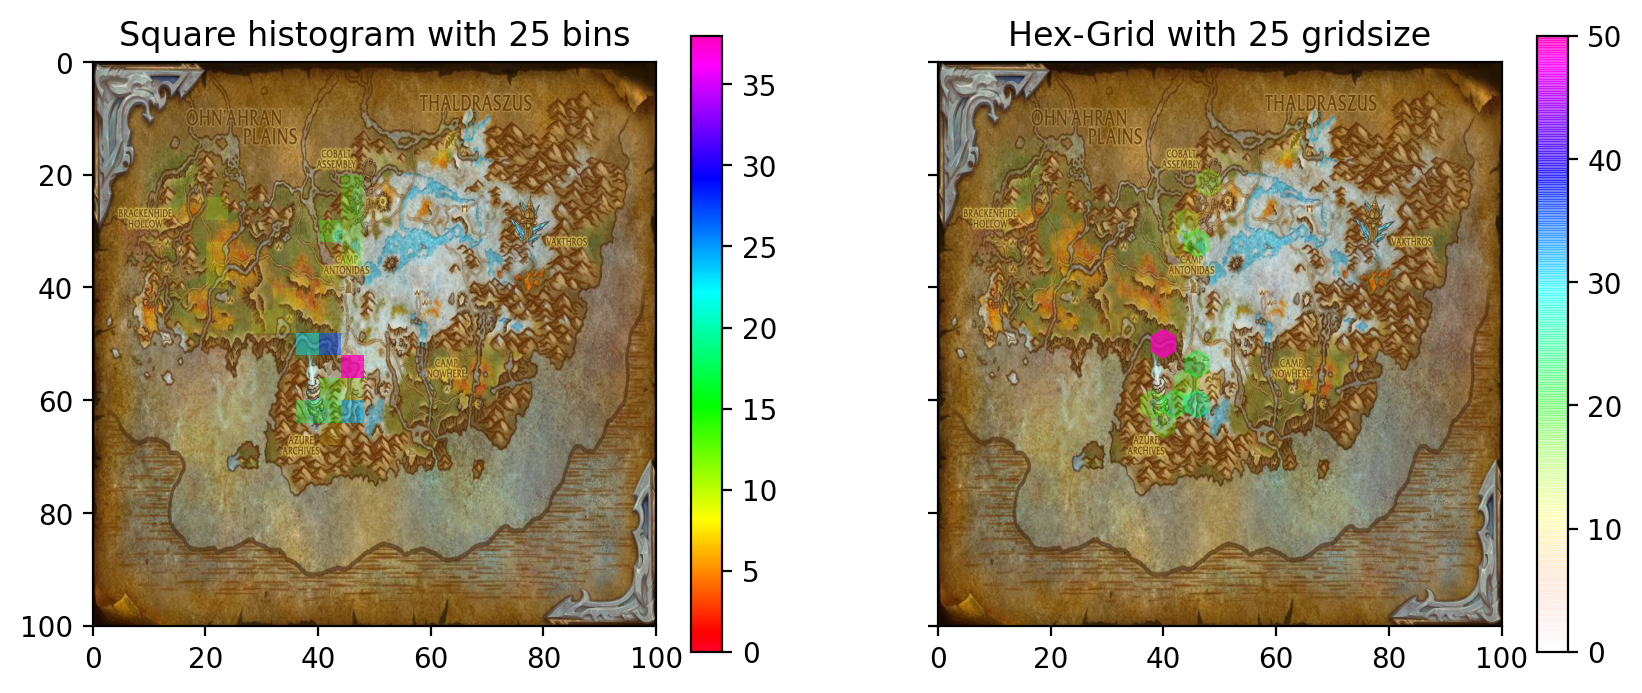 Square histogram with 25 bins
0
20
40
60
80
100
0
20
40
60
80
100
OHN'AHRAN
PLAINS
THALDRASZUS
COBALT
ASSEMBLY
BRACKENHIDE
HOLLOW
VAKTHROS
CAMP
ANTONIDAS
CAMP
NOWHERE
AZURE
ARCHIVES
35
30
25
20
15
10
5
0
Hex-Grid with 25 gridsize
OHN'AHRAN
PLAINS
THALDRASZUS
COBALT
ASSEMBLY
BRACKENHIDE
HOLLOW
VAKTHROS
CAMP
ANTONIDAS
CAMP
NOWHERE
AZURE
ARCHIVES
0
20
40
60
80
100
50
40
30
20
10
0